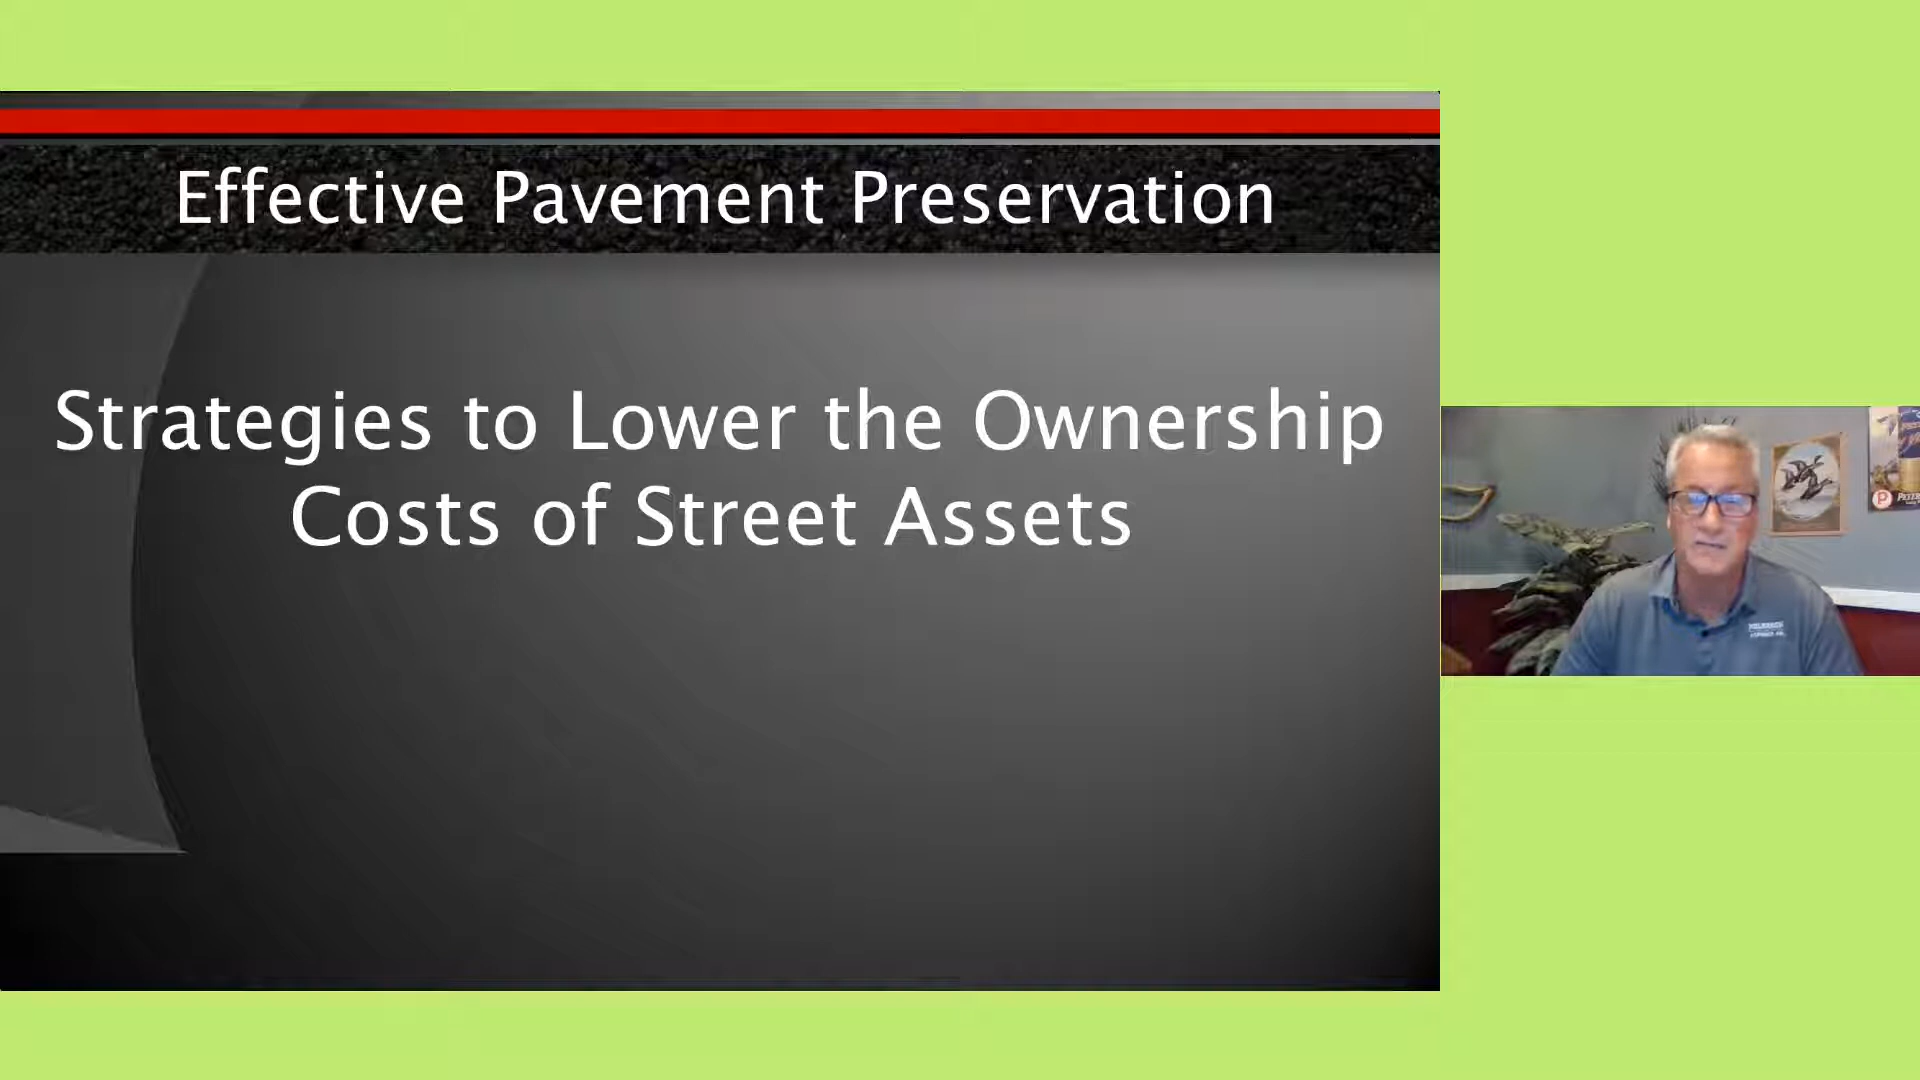 Effective Pavement Preservation
Strategies to Lower the Ownership
Costs of Street Assets